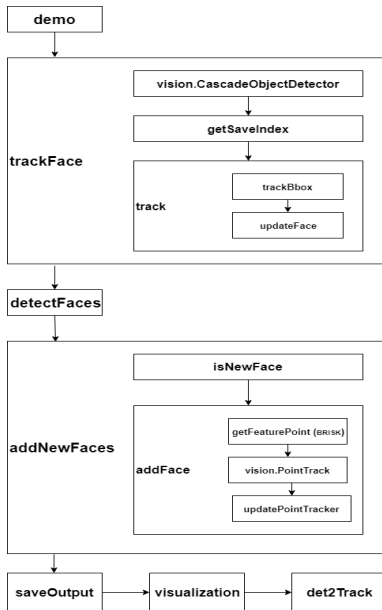 demo
vision.CascadeObjectDetector
getSaveIndex
trackFace
trackBbox
track
updateFace
detectFaces
isNewFace
getFeaturePoint (BRISK)
addNewFaces
addFace
vision.PointTrack
updatePointTracker
saveOutput
visualization
det2Track